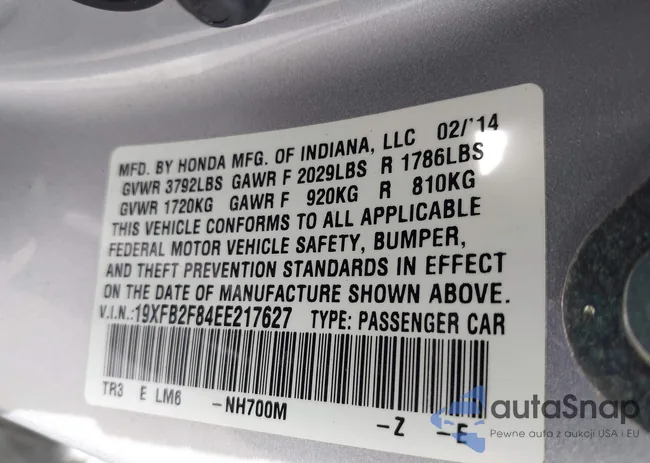 MFD. BY HONDA MFG. OF INDIANA, LLC 02/'14
GVWR 3792LBS GAWR F 2029LBS R 1786LBS
GVWR 1720KG GAWR F 920KG R 810KG
THIS VEHICLE CONFORMS TO ALL APPLICABLE
FEDERAL MOTOR VEHICLE SAFETY, BUMPER,
AND THEFT PREVENTION STANDARDS IN EFFECT
ON THE DATE OF MANUFACTURE SHOWN ABOVE.
V.I.N.:19XFB2F84EE217627 TYPE: PASSENGER CAR
TR3 E LM6 -NH700M -Z -E
autaSnap
Pewne auta z aukcji USA i EU